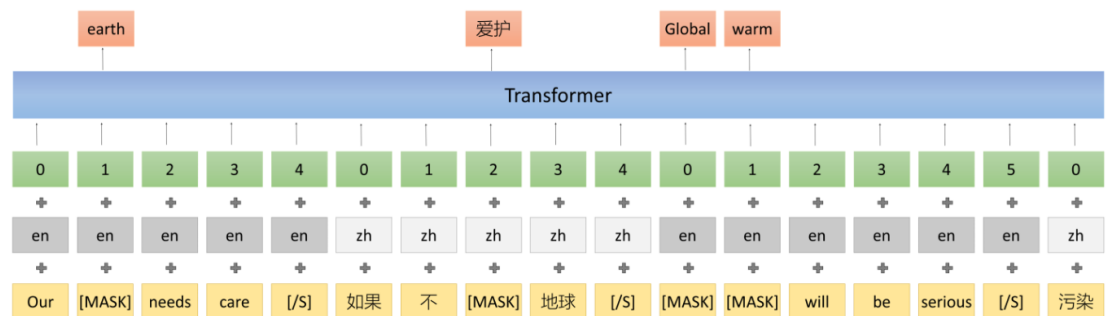 earth 爱护 Global warm
Transformer
0 1 2 3 4 0 1 2 3 4 0 1 2 3 4 5 0
en en en en en zh zh zh zh zh en en en en en en zh
Our [MASK] needs care [/S] 如果 不 [MASK] 地球 [/S] [MASK] [MASK] will be serious [/S] 污染